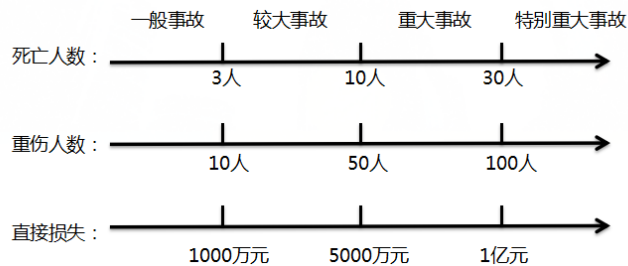 一般事故 较大事故 重大事故 特别重大事故
死亡人数：
3人 10人 30人
重伤人数：
10人 50人 100人
直接损失：
1000万元 5000万元 1亿元